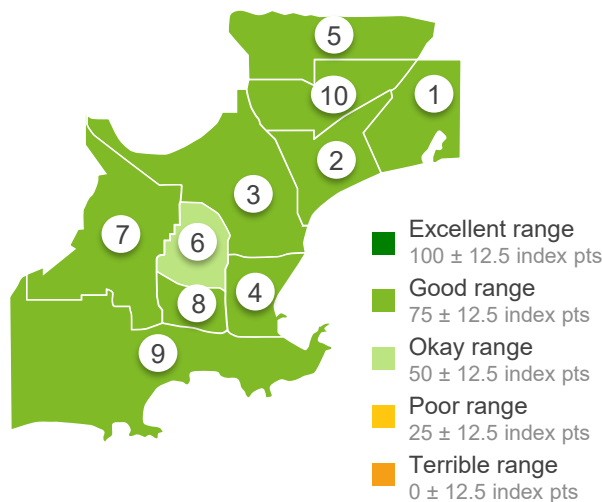 5
10
1
2
3
7
6
4
8
9
Excellent range
100 ± 12.5 index pts
Good range
75 ± 12.5 index pts
Okay range
50 ± 12.5 index pts
Poor range
25 ± 12.5 index pts
Terrible range
0 ± 12.5 index pts